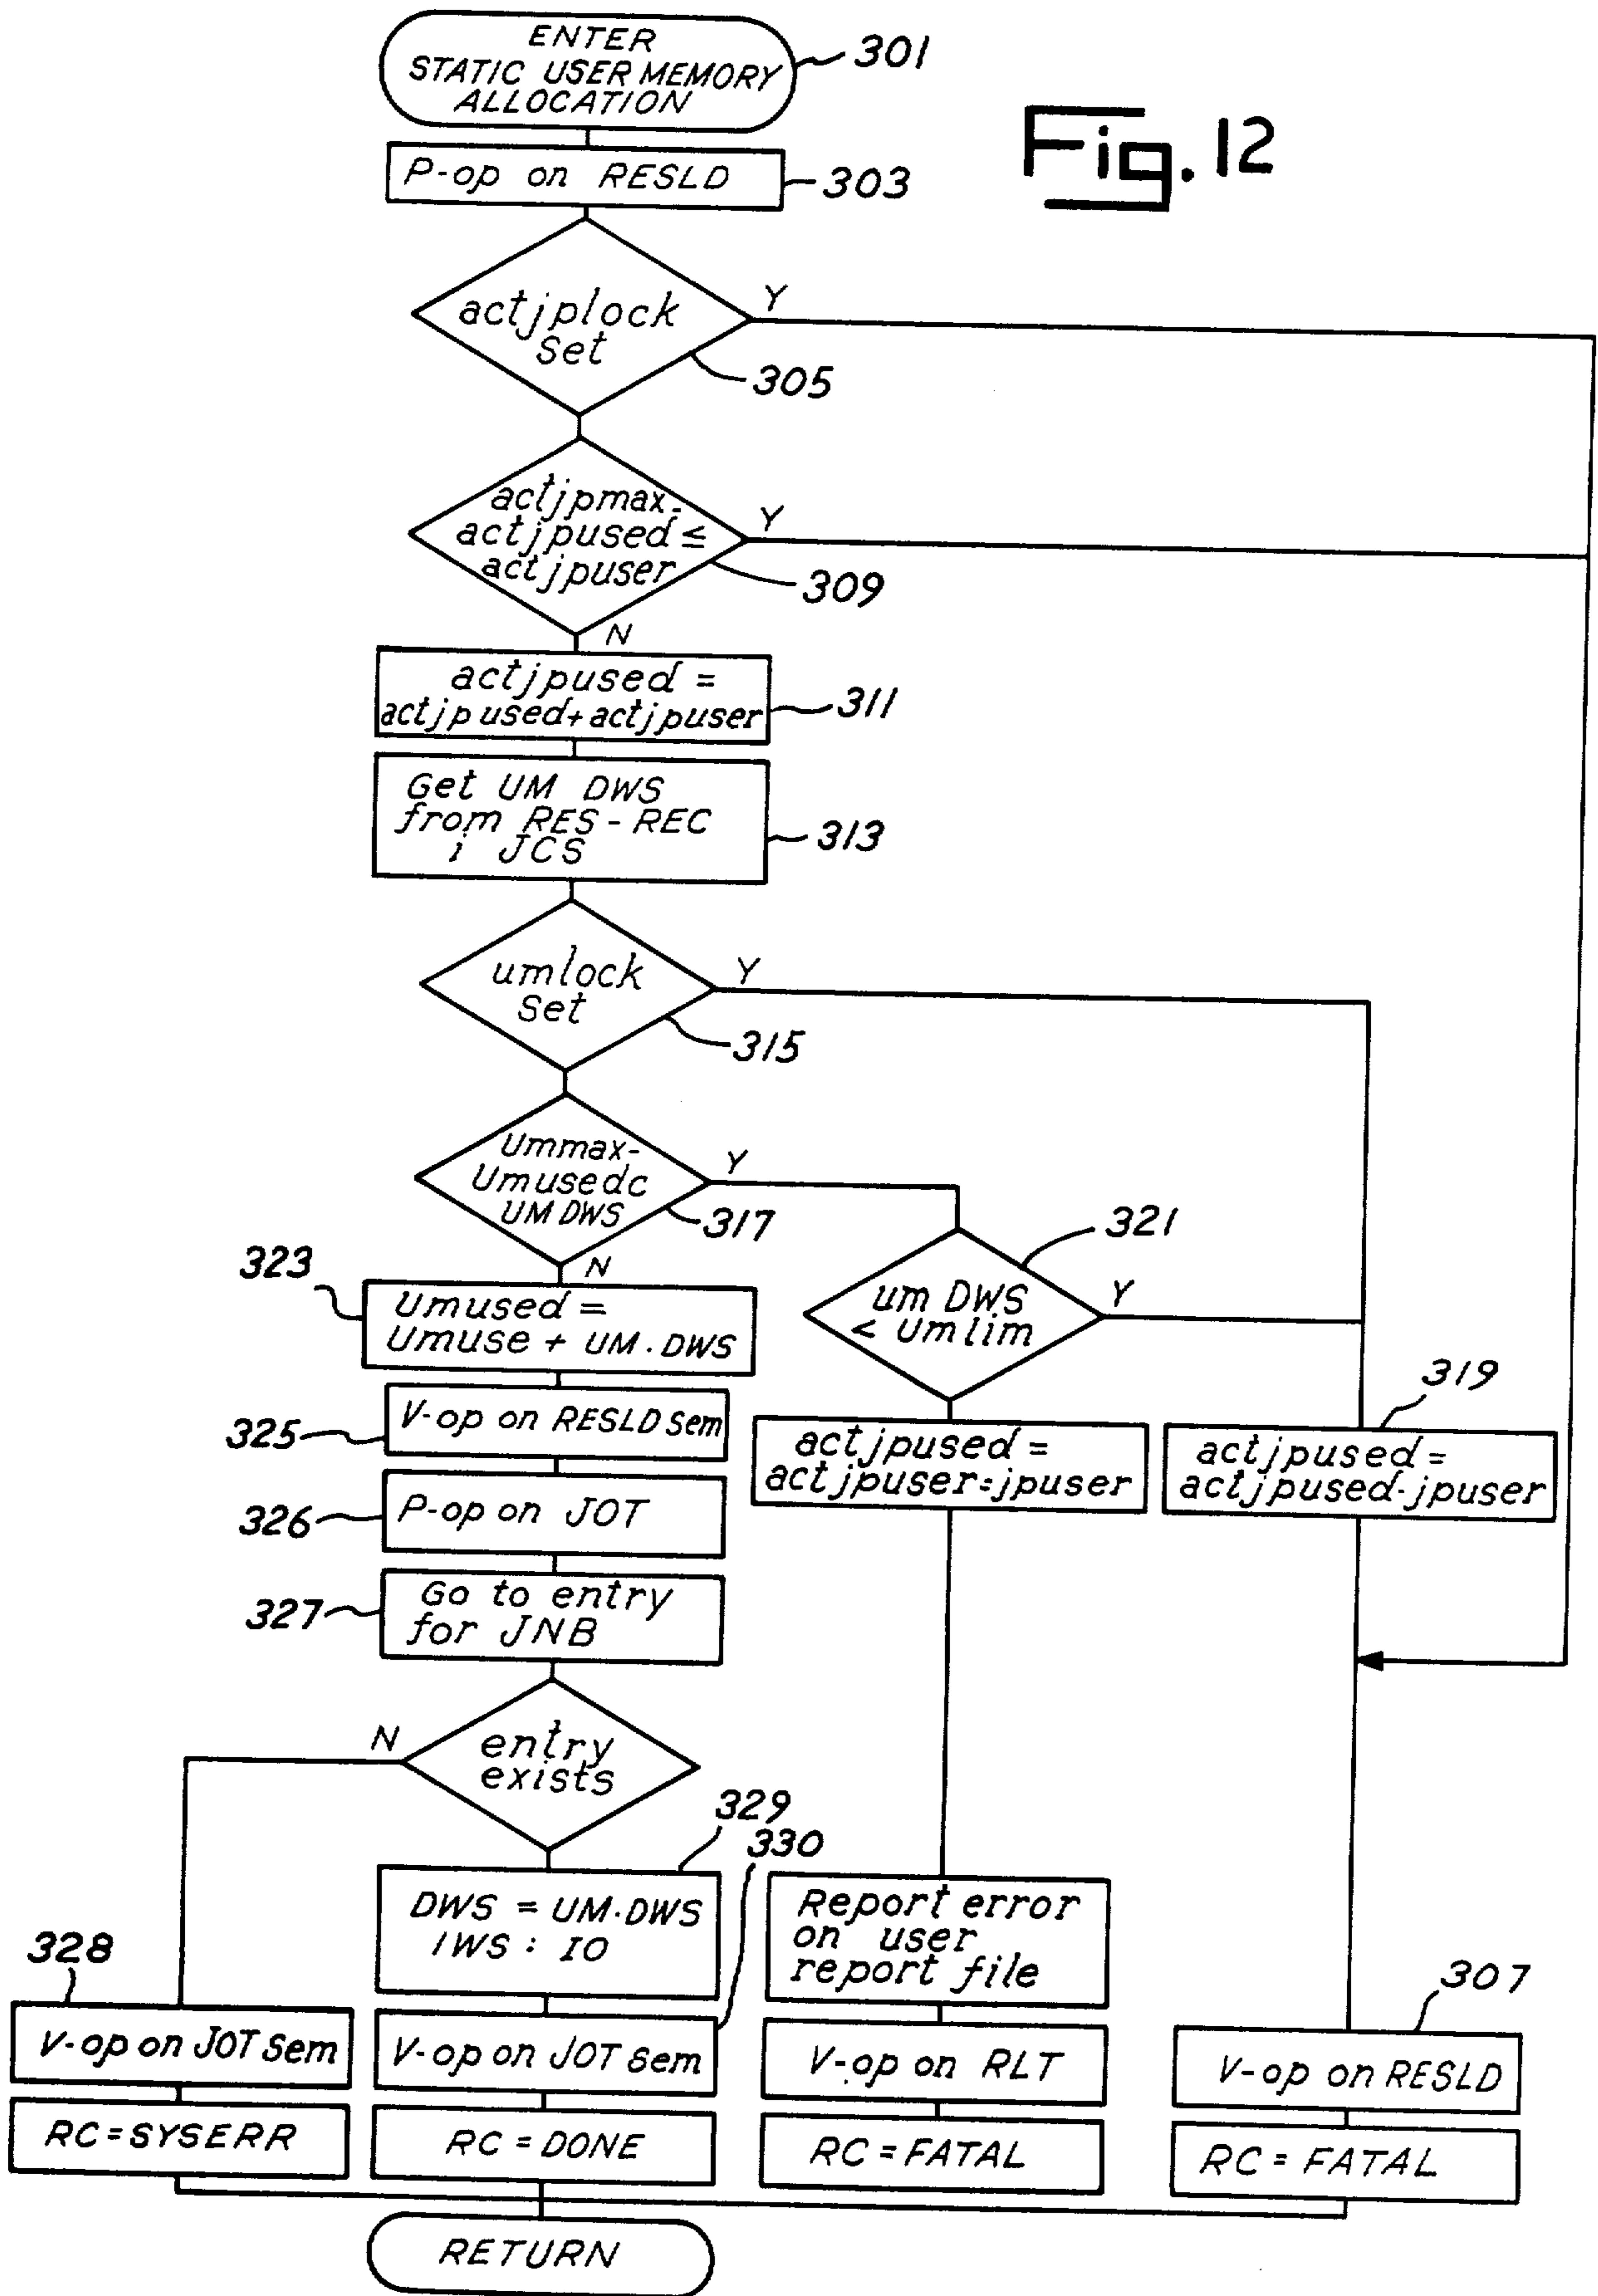 ENTER
STATIC USER MEMORY
ALLOCATION
301
Fig. 12
P-op on RESLD
303
actjplock
set
Y
305
actjpmax-
actjpused ≤
actjpuser
Y
309
N
actjpused =
actjpused + actjpuser
311
Get UM DWS
from RES-REC
i JCS
313
umlock
set
Y
315
Ummax-
Umusedc
UM DWS
Y
317
N
321
um DWS
< Umlim
Y
323
Umused =
Umuse + UM.DWS
319
V-op on RESLD Sem
325
actjpused =
actjpuser=jpuser
actjpused =
actjpused-jpuser
P-op on JOT
326
Go to entry
for JNB
327
entry
exists
N
329
330
DWS = UM.DWS
IWS : IO
Report error
on user
report file
328
307
V-op on JOT Sem
V-op on JOT Sem
V-op on RLT
V-op on RESLD
RC = SYSERR
RC = DONE
RC = FATAL
RC = FATAL
RETURN